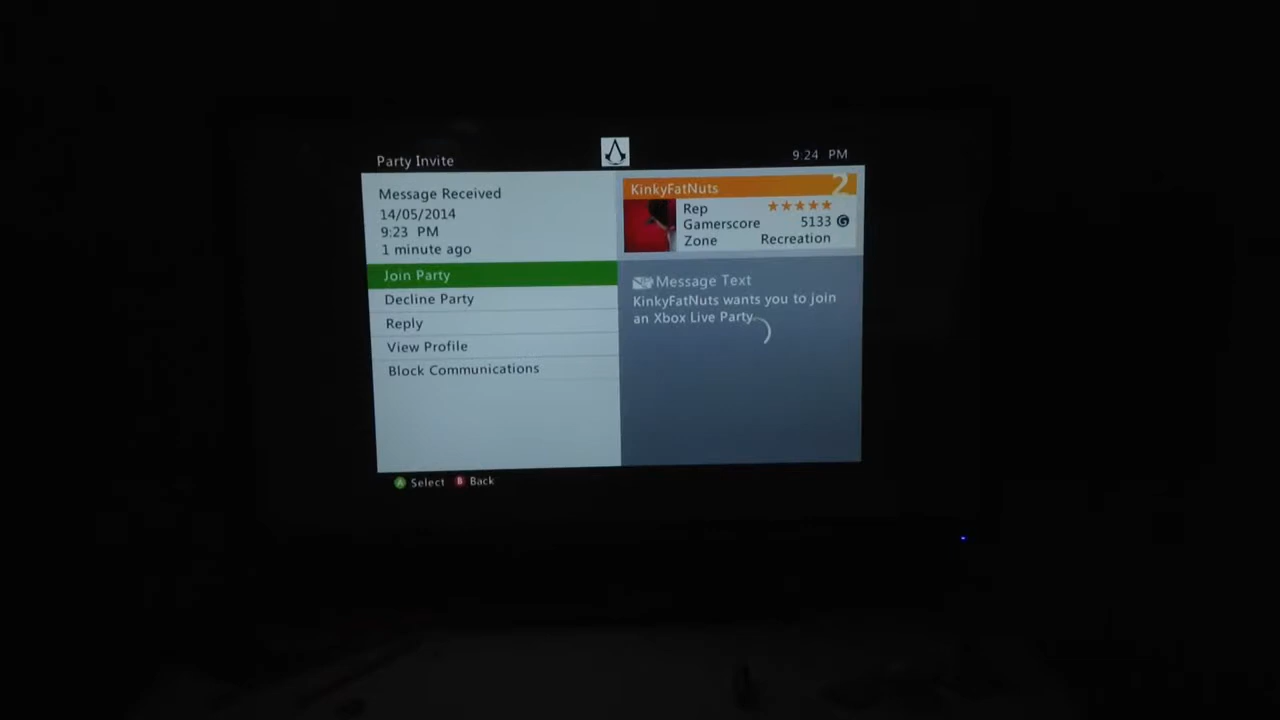 Party Invite
9:24 PM
Message Received
14/05/2014
9:23 PM
1 minute ago
Join Party
Decline Party
Reply
View Profile
Block Communications
KinkyFatNuts
2
Rep
Gamerscore 5133 G
Zone Recreation
Message Text
KinkyFatNuts wants you to join
an Xbox Live Party
A Select B Back